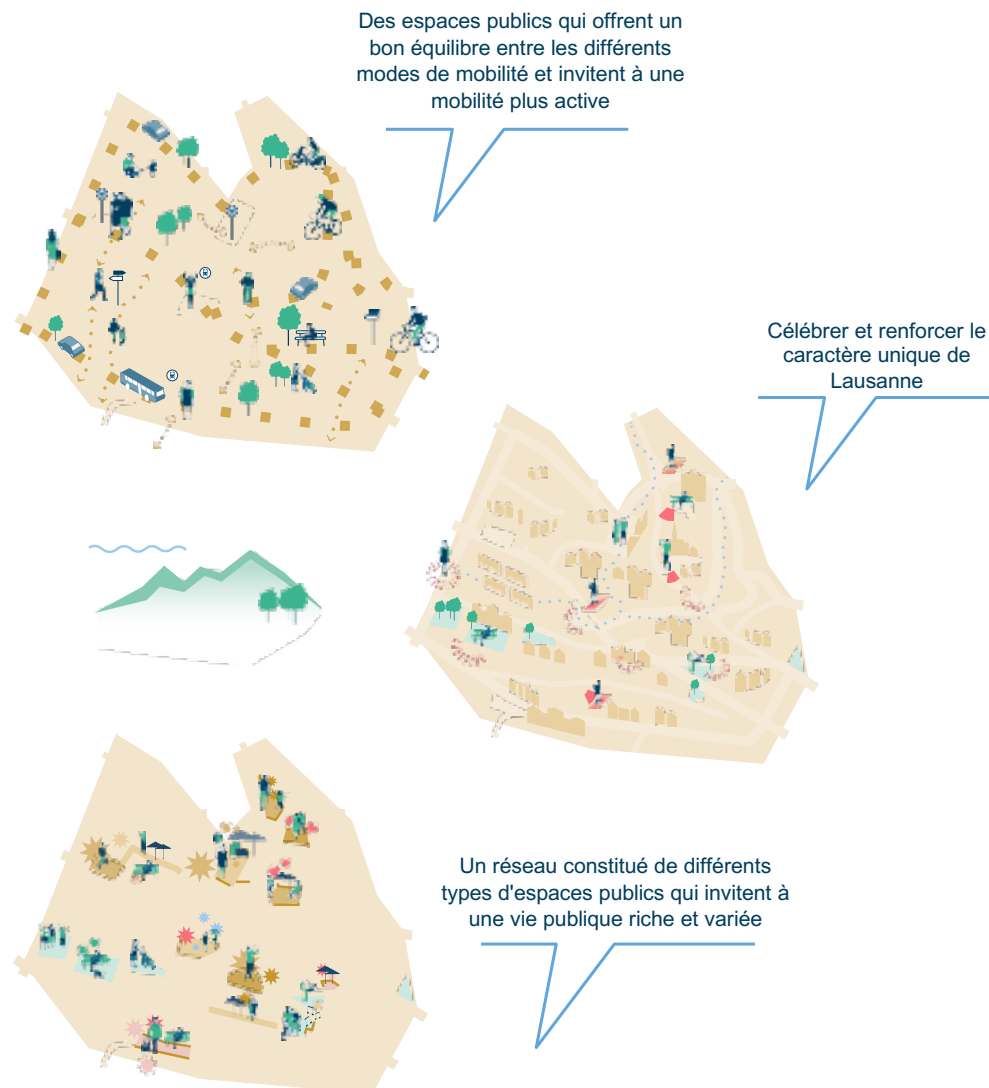 Des espaces publics qui offrent un
bon équilibre entre les différents
modes de mobilité et invitent à une
mobilité plus active
Célébrer et renforcer le
caractère unique de
Lausanne
Un réseau constitué de différents
types d'espaces publics qui invitent à
une vie publique riche et variée